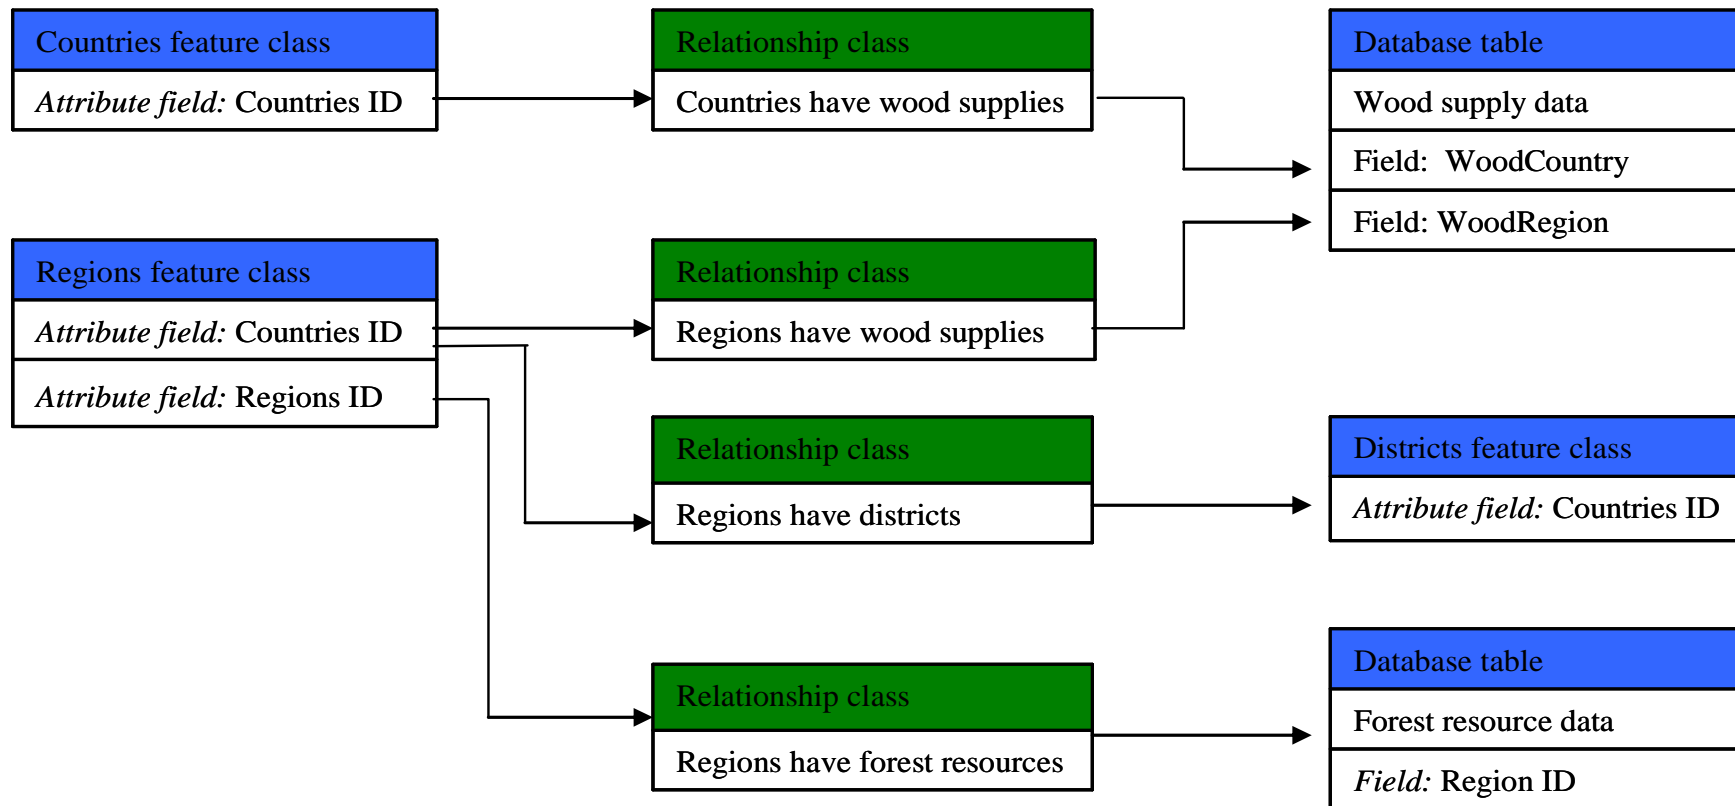 Countries feature class
Attribute field: Countries ID
Relationship class
Countries have wood supplies
Database table
Wood supply data
Field:  WoodCountry
Field: WoodRegion
Regions feature class
Attribute field: Countries ID
Attribute field: Regions ID
Relationship class
Regions have wood supplies
Relationship class
Regions have districts
Districts feature class
Attribute field: Countries ID
Relationship class
Regions have forest resources
Database table
Forest resource data
Field: Region ID